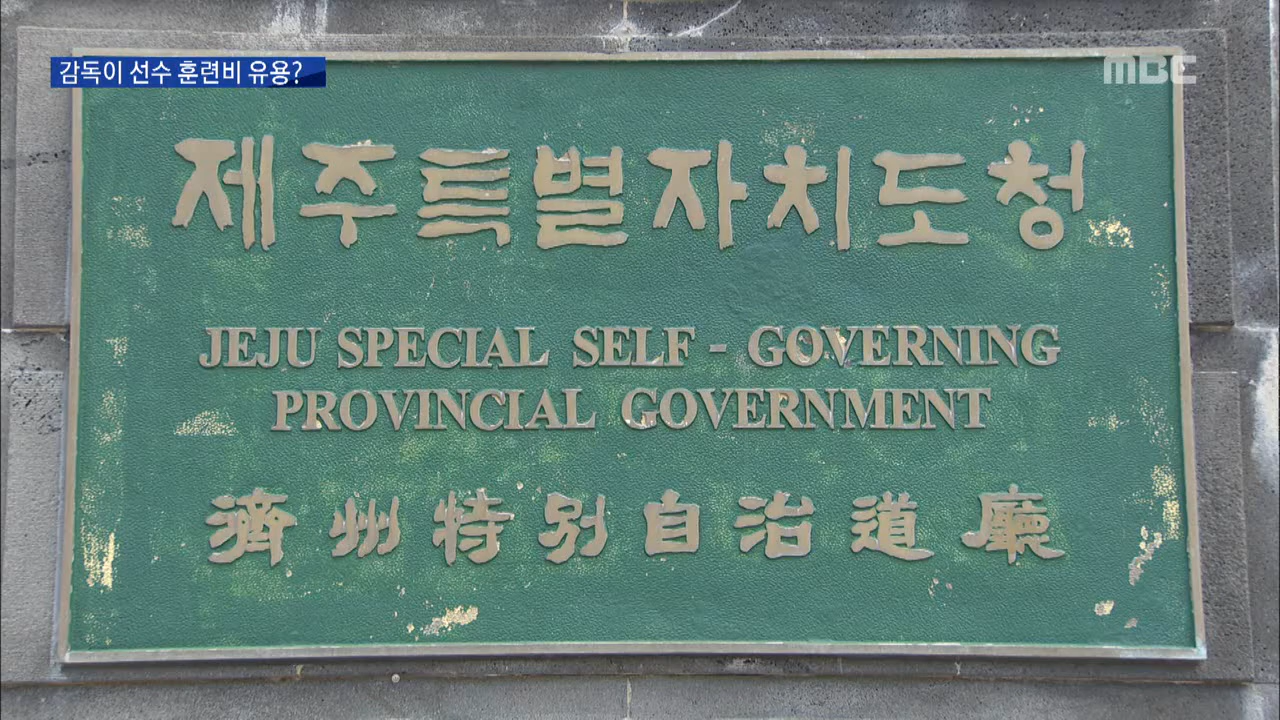 감독이 선수 훈련비 유용?
MBC
제주특별자치도청
JEJU SPECIAL SELF - GOVERNING
PROVINCIAL GOVERNMENT
濟州特別自治道廳